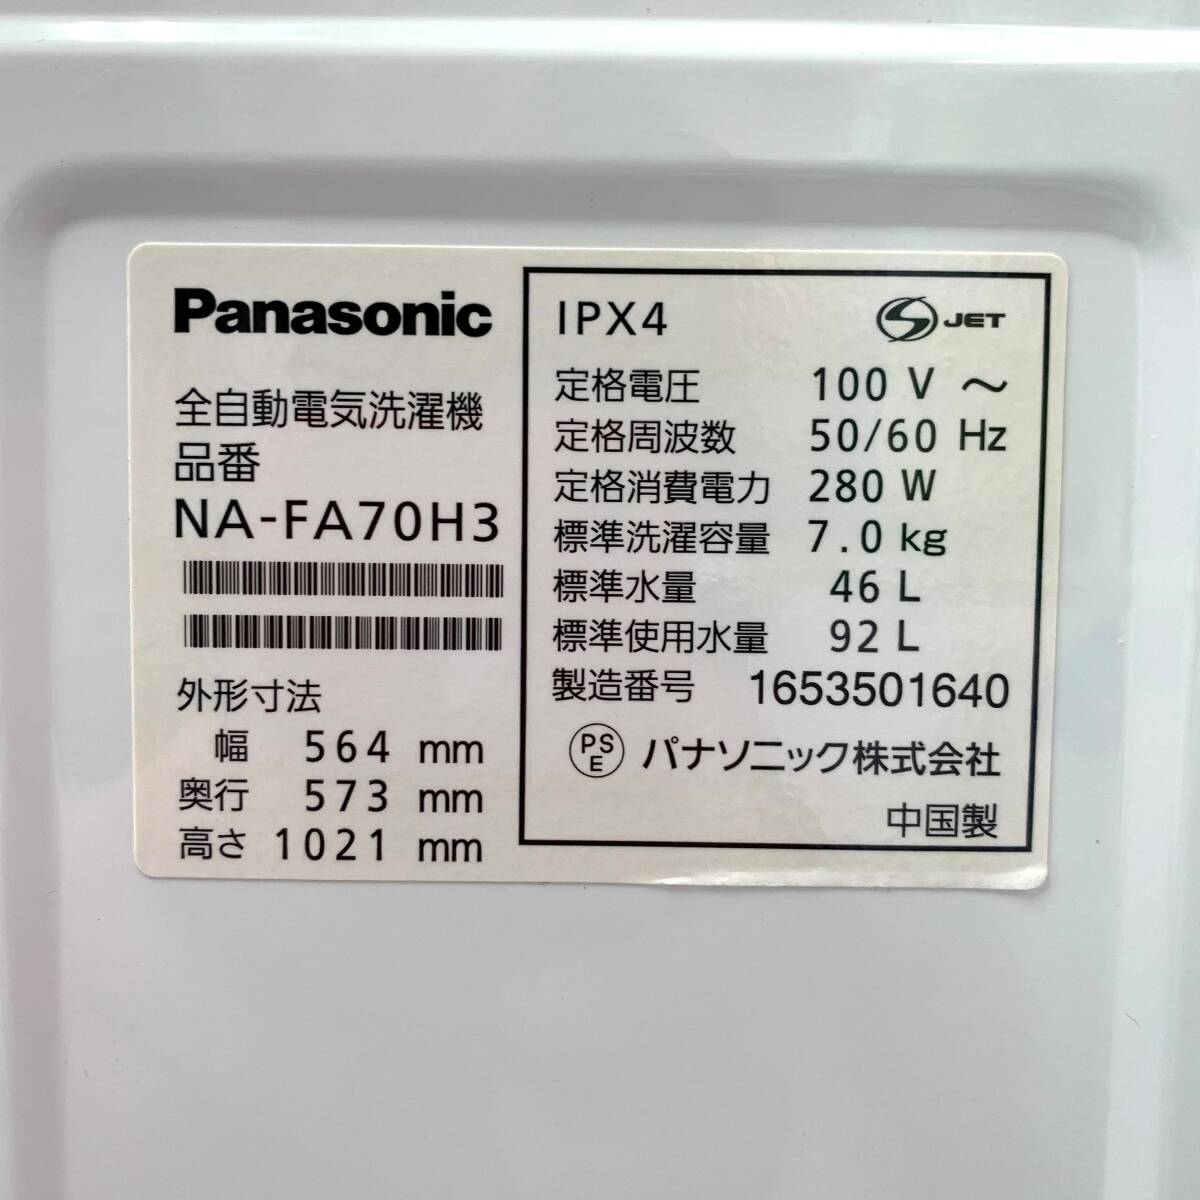 Panasonic
全自動電気洗濯機
品番
NA-FA70H3
外形寸法
幅 564 mm
奥行 573 mm
高さ 1021 mm
IPX4
S JET
定格電圧 100 V ～
定格周波数 50/60 Hz
定格消費電力 280 W
標準洗濯容量 7.0 kg
標準水量 46 L
標準使用水量 92 L
製造番号 1653501640
PS E パナソニック株式会社
中国製